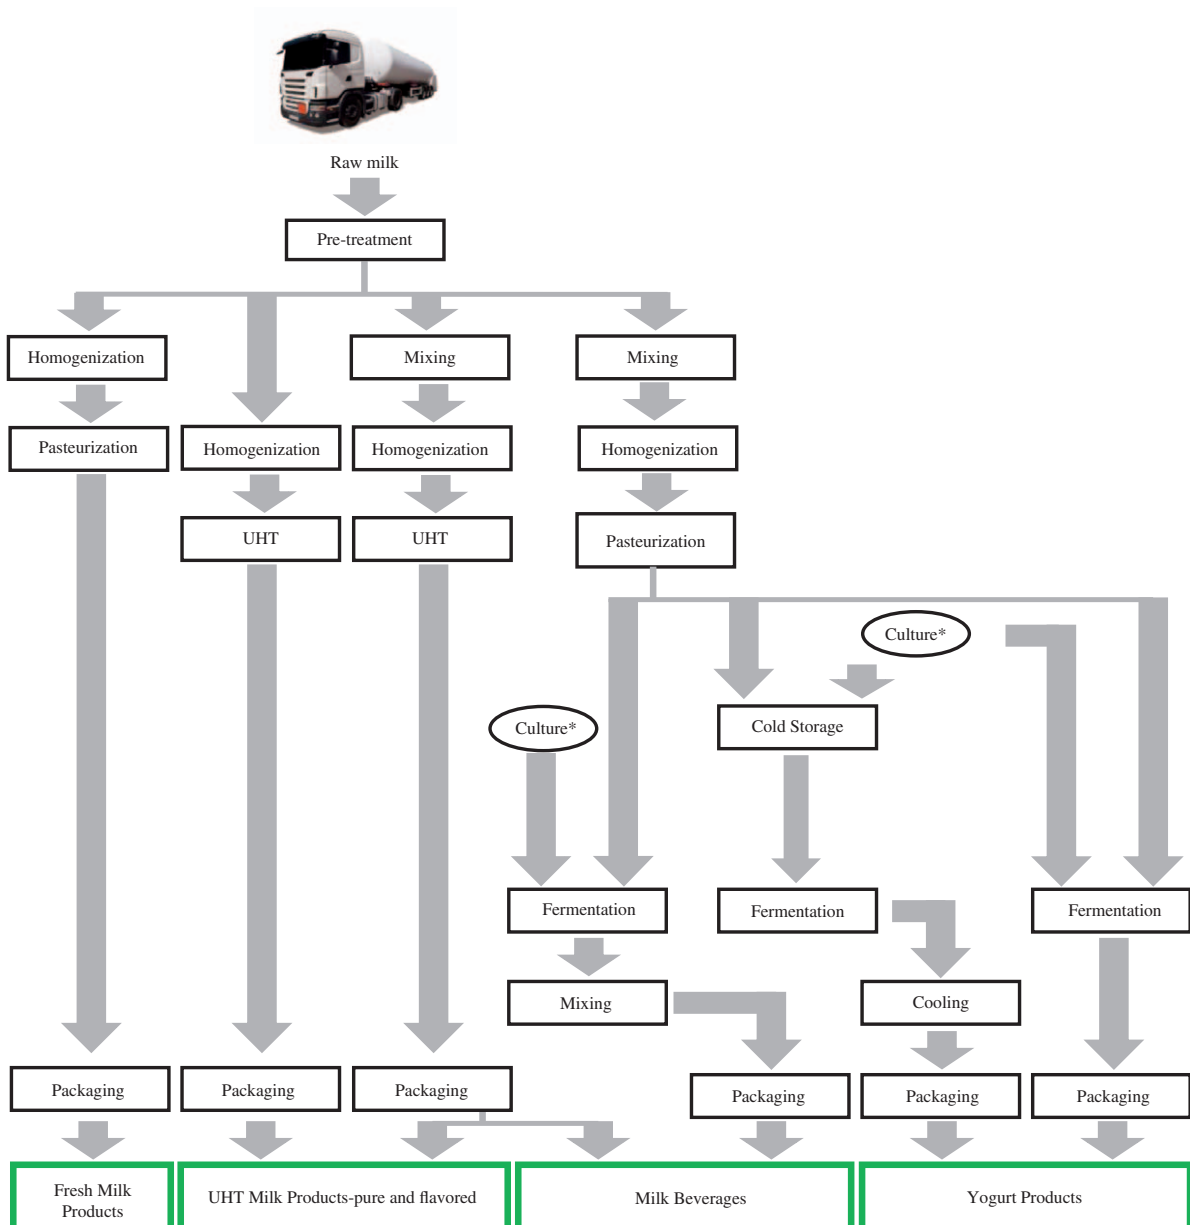 Raw milk
Pre-treatment
Homogenization
Mixing
Mixing
Pasteurization
Homogenization
Homogenization
Homogenization
UHT
UHT
Pasteurization
Culture*
Culture*
Cold Storage
Fermentation
Fermentation
Fermentation
Mixing
Cooling
Packaging
Packaging
Packaging
Packaging
Packaging
Packaging
Fresh Milk
Products
UHT Milk Products-pure and flavored
Milk Beverages
Yogurt Products